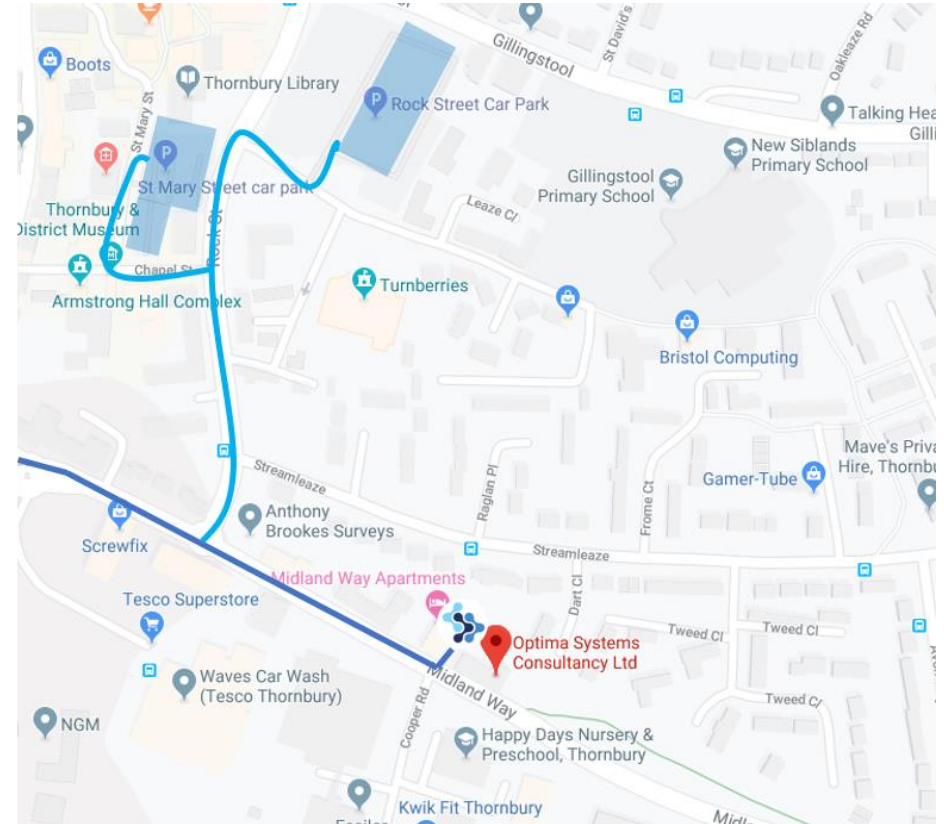 Gillingstool
St David's
Oakleaze Rd
Boots
Thornbury Library
St Mary St
P
Rock Street Car Park
Talking Hea
Gilli
New Siblands
Primary School
P
St Mary Street car park
Gillingstool
Primary School
Leaze Cl
Thornbury &
District Museum
Rock St
Chapel St
Armstrong Hall Complex
Turnberries
Bristol Computing
Mave's Priva
Hire, Thornbu
Streamleaze
Raglan Pl
Frome Ct
Gamer-Tube
Anthony
Brookes Surveys
Screwfix
Streamleaze
Midland Way Apartments
Dart Cl
Tesco Superstore
Tweed Cl
Tweed Cl
Optima Systems
Consultancy Ltd
Waves Car Wash
(Tesco Thornbury)
Midland Way
Tweed Cl
NGM
Cooper Rd
Happy Days Nursery &
Preschool, Thornbury
Kwik Fit Thornbury
Midl